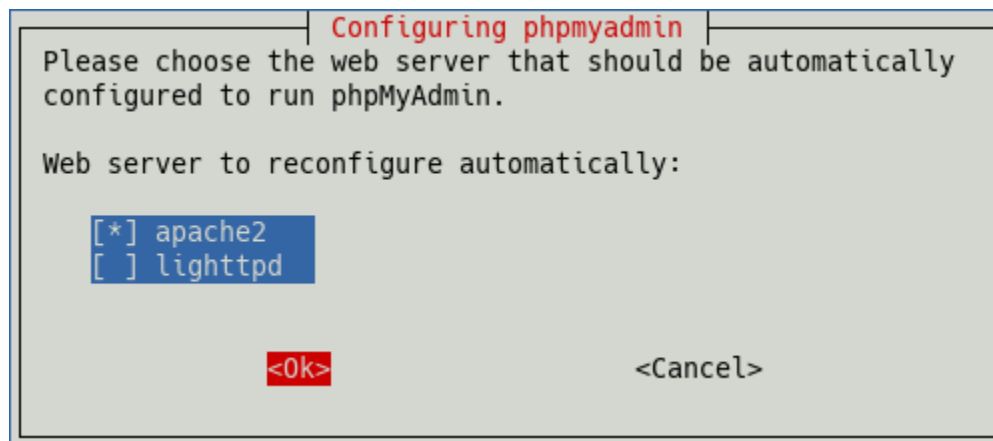 Configuring phpmyadmin
Please choose the web server that should be automatically
configured to run phpMyAdmin.
Web server to reconfigure automatically:
[*] apache2
[ ] lighttpd
<Ok> <Cancel>